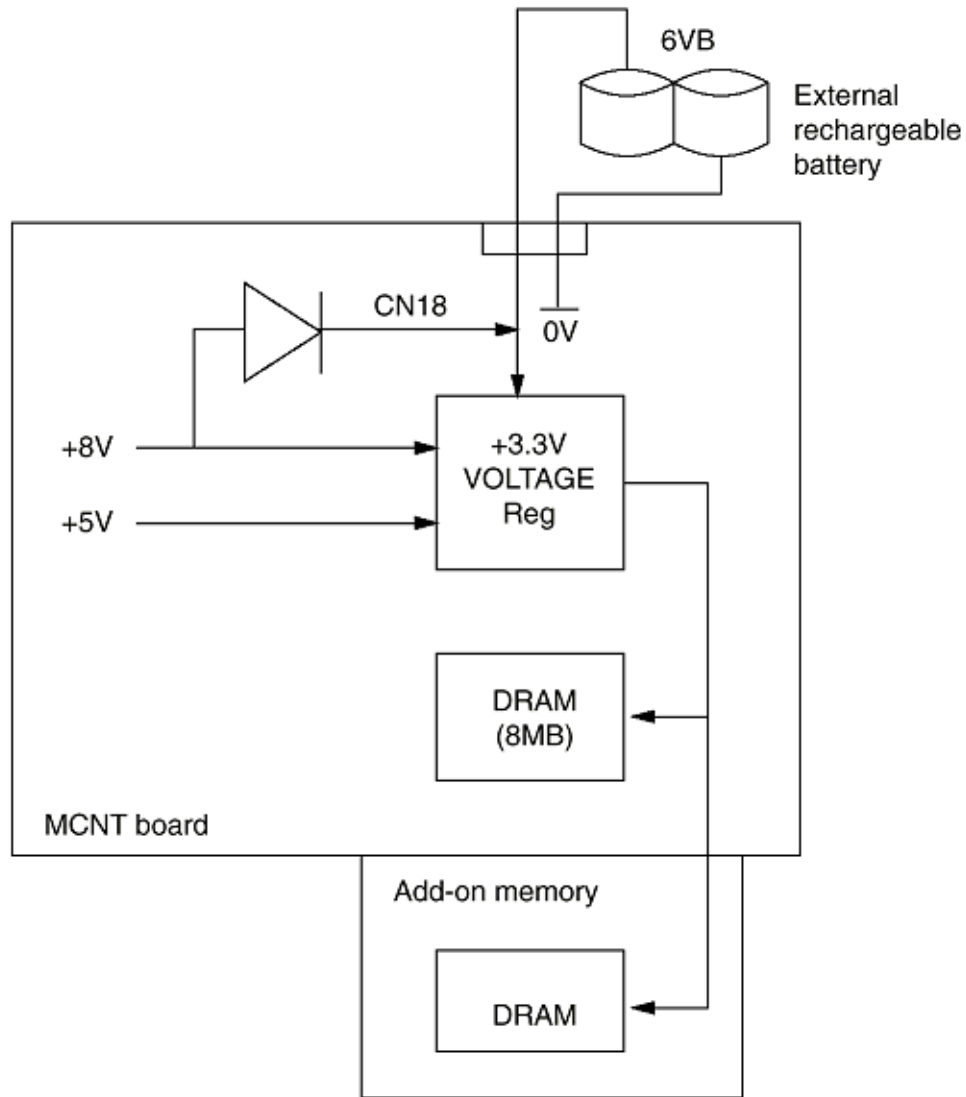 6VB
External
rechargeable
battery
CN18
0V
+8V
+3.3V
VOLTAGE
Reg
+5V
DRAM
(8MB)
MCNT board
Add-on memory
DRAM